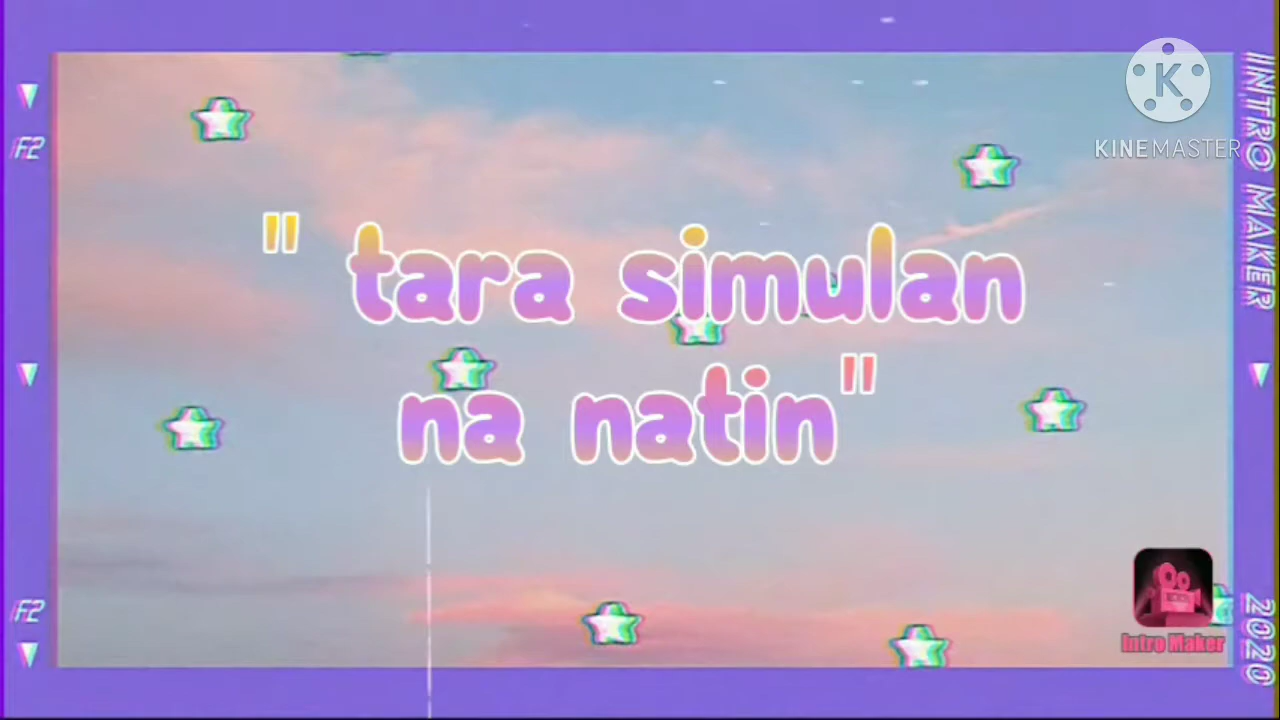 KINEMASTER
INTRO MAKER
F2
" tara simulan
na natin"
F2
Intro Maker
2020